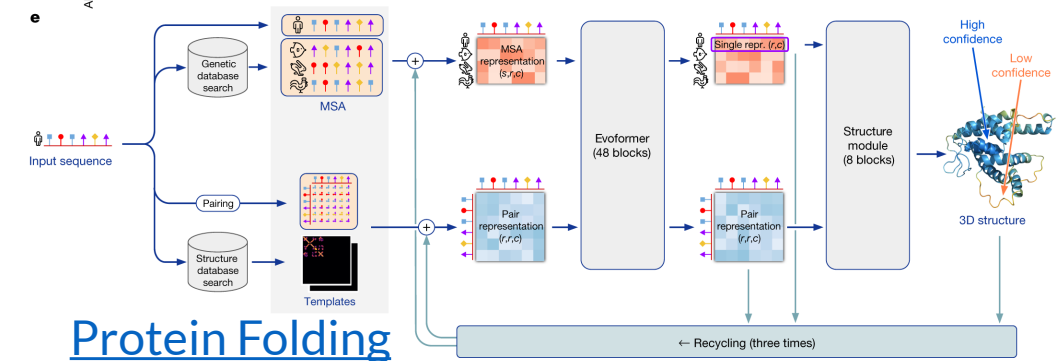 e
A
Genetic
database
search
MSA
Input sequence
Pairing
Structure
database
search
Templates
MSA
representation
(s,r,c)
Pair
representation
(r,r,c)
Evoformer
(48 blocks)
Single repr. (r,c)
Pair
representation
(r,r,c)
Structure
module
(8 blocks)
High
confidence
Low
confidence
3D structure
← Recycling (three times)
Protein Folding